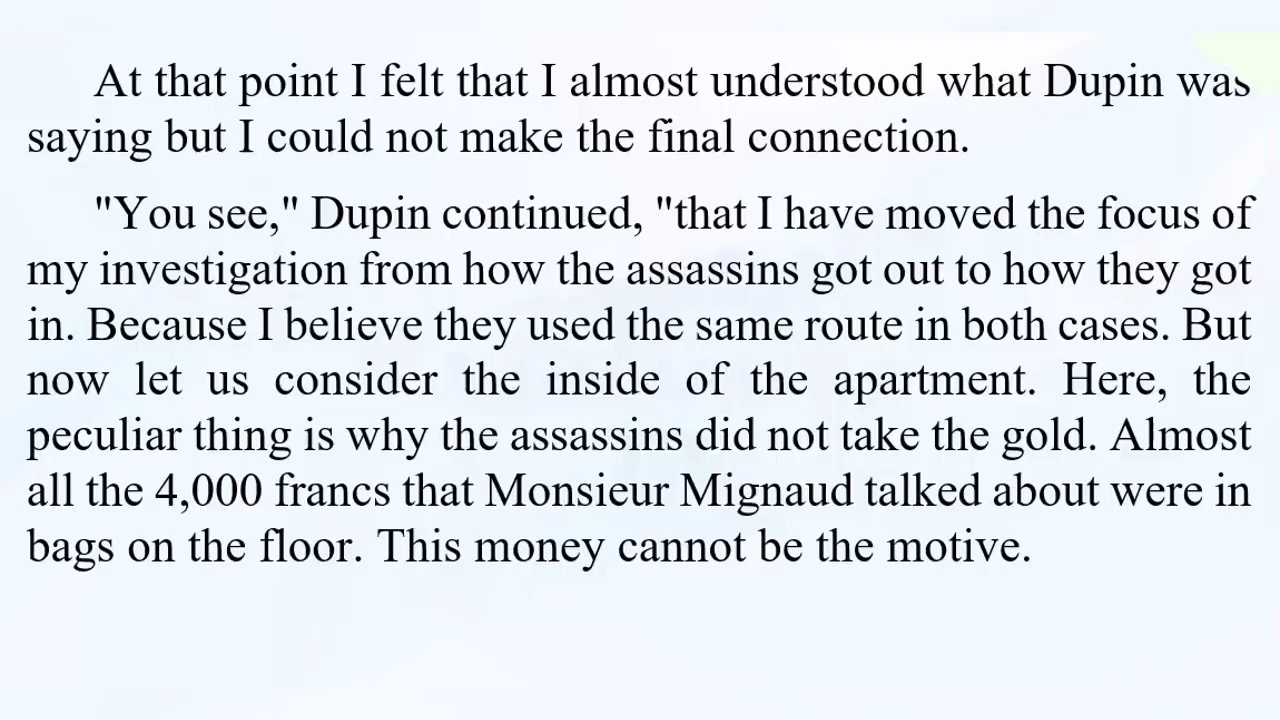 At that point I felt that I almost understood what Dupin was
saying but I could not make the final connection.
"You see," Dupin continued, "that I have moved the focus of
my investigation from how the assassins got out to how they got
in. Because I believe they used the same route in both cases. But
now let us consider the inside of the apartment. Here, the
peculiar thing is why the assassins did not take the gold. Almost
all the 4,000 francs that Monsieur Mignaud talked about were in
bags on the floor. This money cannot be the motive.